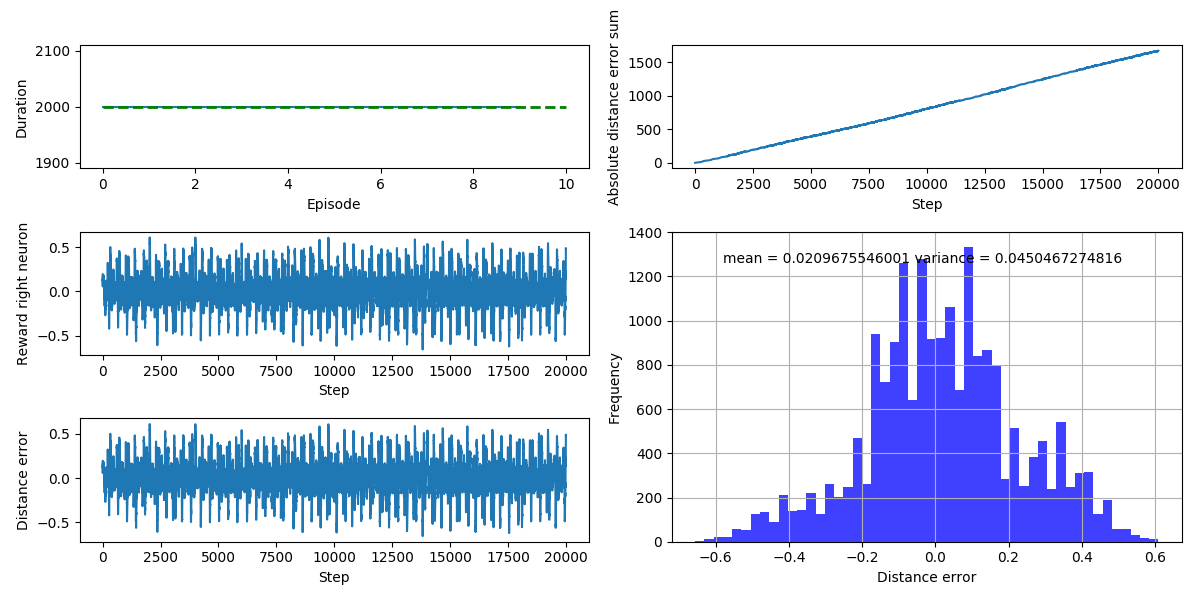 2100
2000
1900
Duration
0 2 4 6 8 10
Episode
1500
1000
500
0
Absolute distance error sum
0 2500 5000 7500 10000 12500 15000 17500 20000
Step
0.5
0.0
−0.5
Reward right neuron
0 2500 5000 7500 10000 12500 15000 17500 20000
Step
0.5
0.0
−0.5
Distance error
0 2500 5000 7500 10000 12500 15000 17500 20000
Step
mean = 0.0209675546001 variance = 0.0450467274816
1400
1200
1000
800
600
400
200
0
Frequency
−0.6 −0.4 −0.2 0.0 0.2 0.4 0.6
Distance error